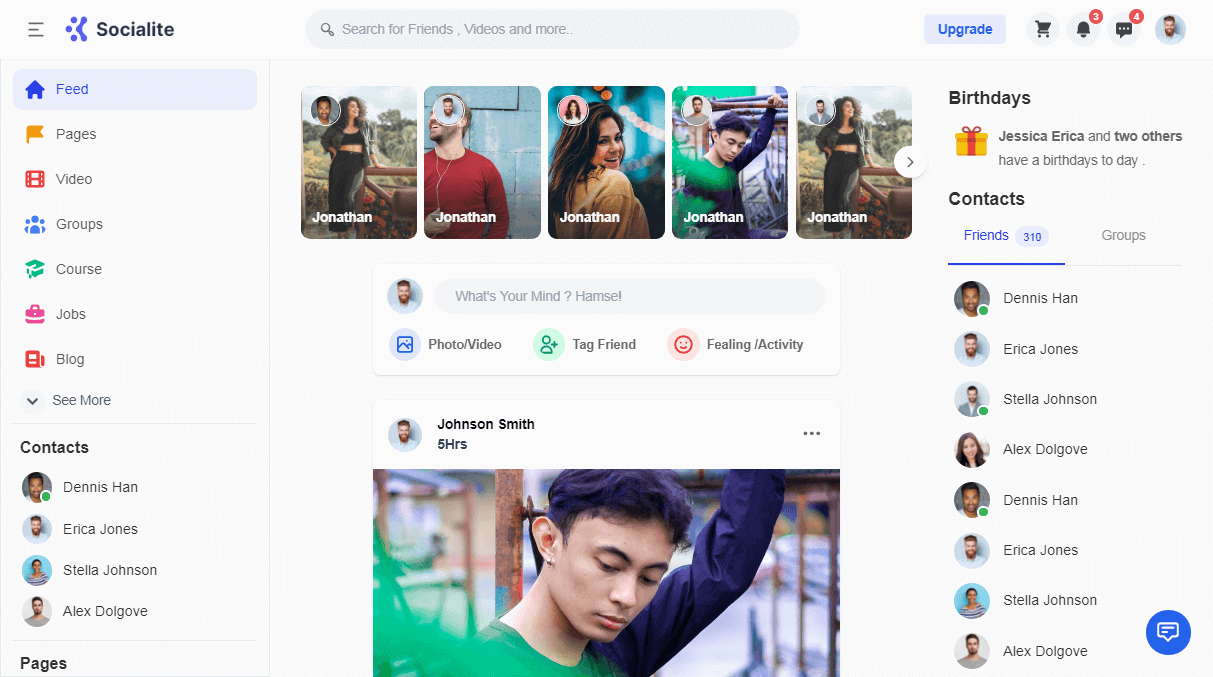 Socialite
Search for Friends , Videos and more..
Upgrade
3
4
Feed
Pages
Video
Groups
Course
Jobs
Blog
See More
Contacts
Dennis Han
Erica Jones
Stella Johnson
Alex Dolgove
Pages
Jonathan
Jonathan
Jonathan
Jonathan
Jonathan
What's Your Mind ? Hamse!
Photo/Video
Tag Friend
Fealing /Activity
Johnson Smith
5Hrs
Birthdays
Jessica Erica and two others
have a birthdays to day .
Contacts
Friends 310
Groups
Dennis Han
Erica Jones
Stella Johnson
Alex Dolgove
Dennis Han
Erica Jones
Stella Johnson
Alex Dolgove